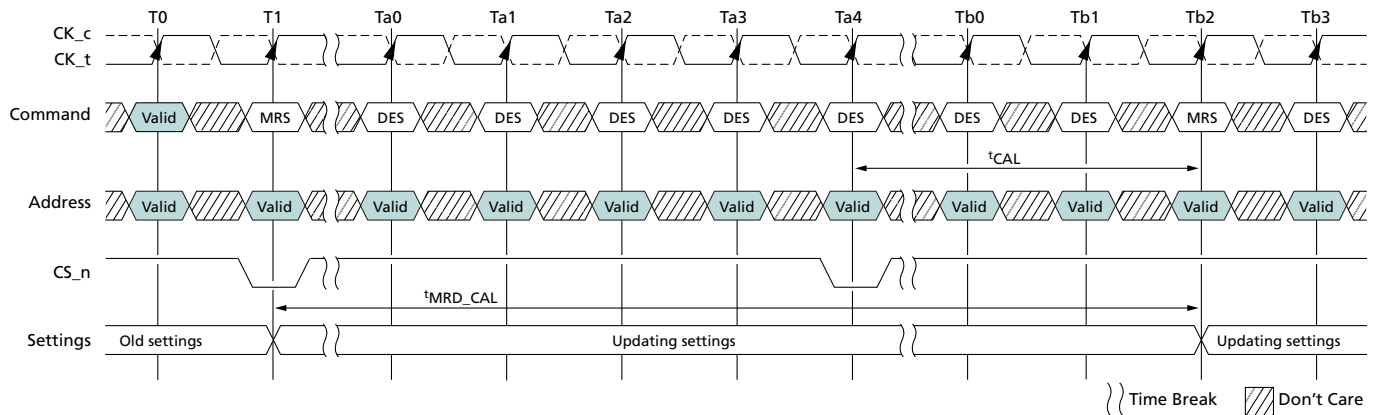 T0 T1 Ta0 Ta1 Ta2 Ta3 Ta4 Tb0 Tb1 Tb2 Tb3
CK_c
CK_t
Command Valid MRS DES DES DES DES DES DES DES MRS DES
tCAL
Address Valid Valid Valid Valid Valid Valid Valid Valid Valid Valid Valid
CS_n
tMRD_CAL
Settings Old settings Updating settings Updating settings
Time Break Don't Care